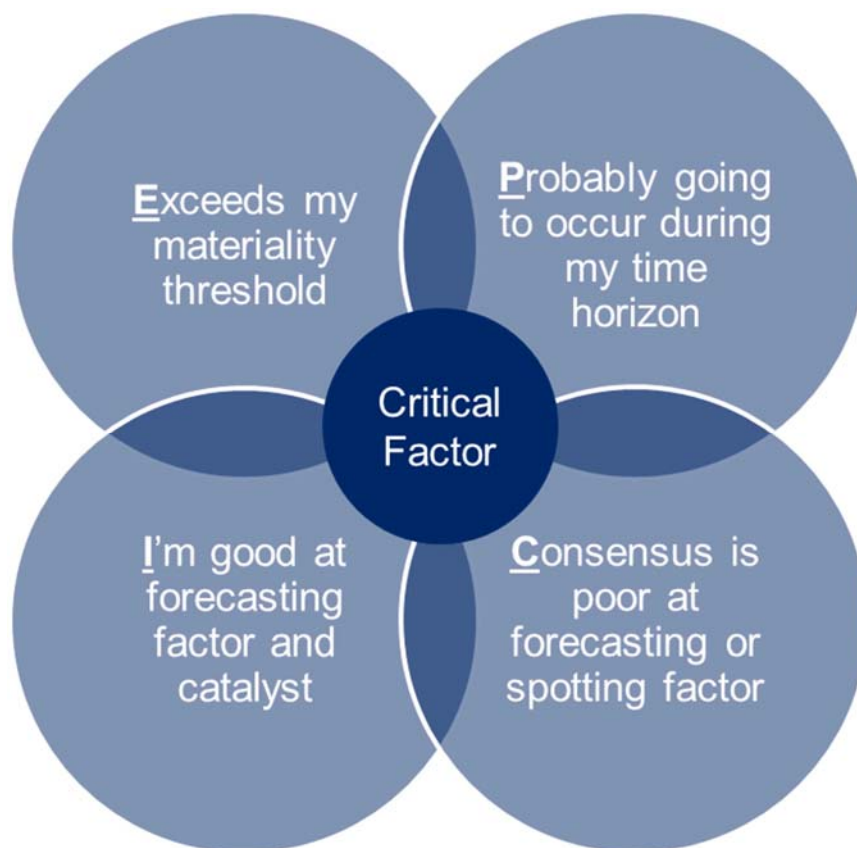 Exceeds my
materiality
threshold
Probably going
to occur during
my time
horizon
Critical
Factor
I'm good at
forecasting
factor and
catalyst
Consensus is
poor at
forecasting or
spotting factor